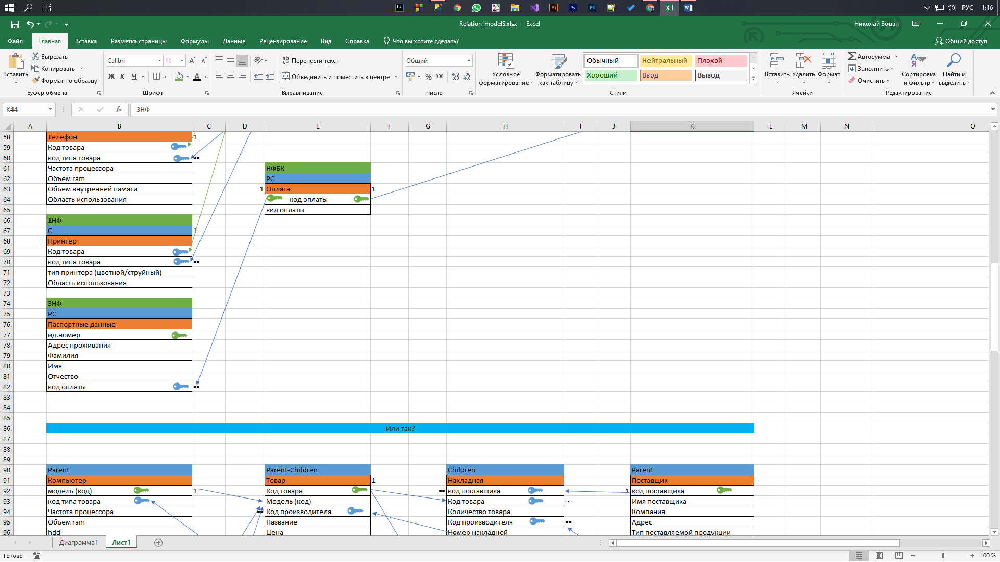 РУС 1:16
Relation_modelS.xlsx - Excel
Николай Боцан
Файл Главная Вставка Разметка страницы Формулы Данные Рецензирование Вид Справка Что вы хотите сделать? Общий доступ
Вставить
Вырезать
Копировать
Формат по образцу
Буфер обмена
Calibri 11
Ж К Ч А
Шрифт
Перенести текст
Объединить и поместить в центре
Выравнивание
Общий
% 000
Число
Условное форматирование
Форматировать как таблицу
Обычный Нейтральный Плохой
Хороший Ввод Вывод
Стили
Вставить Удалить Формат
Ячейки
Автосумма
Заполнить
Очистить
Сортировка и фильтр
Найти и выделить
Редактирование
K44 fx 3НФ
A B C D E F G H I J K L M N O
58 Телефон 1
59 Код товара
60 код типа товара ∞
61 Частота процессора НФБК
62 Объем ram PC
63 Объем внутренней памяти 1 Оплата 1
64 Область использования код оплаты
65 вид оплаты
66 1НФ
67 C 1
68 Принтер
69 Код товара
70 код типа товара ∞
71 тип принтера (цветной/струйный)
72 Область использования
73
74 3НФ
75 PC
76 Паспортные данные
77 ид.номер
78 Адрес проживания
79 Фамилия
80 Имя
81 Отчество
82 код оплаты ∞
83
84
85
86 Или так?
87
88
89
90 Parent Parent-Children Children Parent
91 Компьютер Товар 1 Накладная Поставщик
92 модель (код) 1 Код товара ∞ код поставщика 1 код поставщика
93 код типа товара Модель (код) Код товара ∞ Имя поставщика
94 Частота процессора ∞ Код производителя Количество товара Компания
95 Объем ram Название Код производителя ∞ Адрес
96 hdd Цена Номер накладной Тип поставляемой продукции
Диаграмма1 Лист1
Готово
100 %